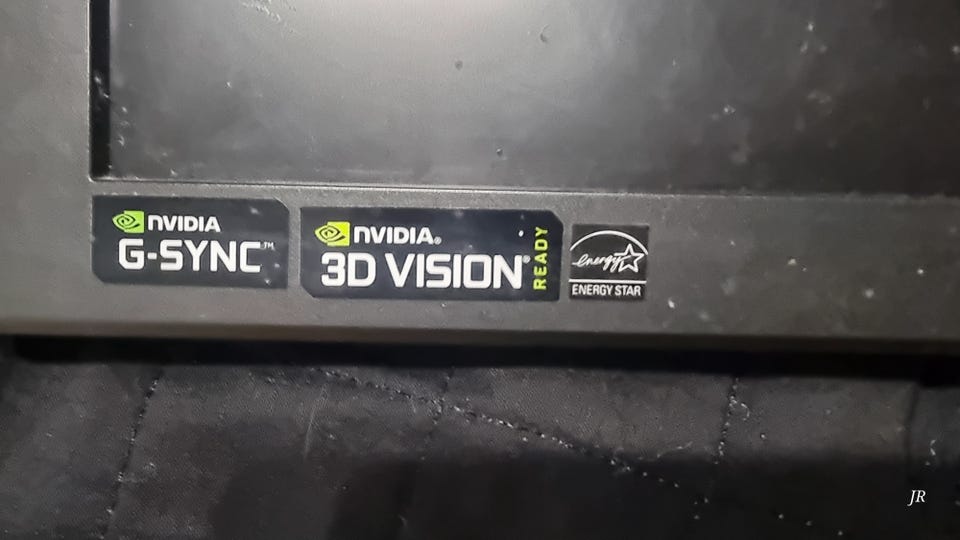 NVIDIA
G-SYNC™
NVIDIA®
3D VISION®
READY
energy
ENERGY STAR
JR